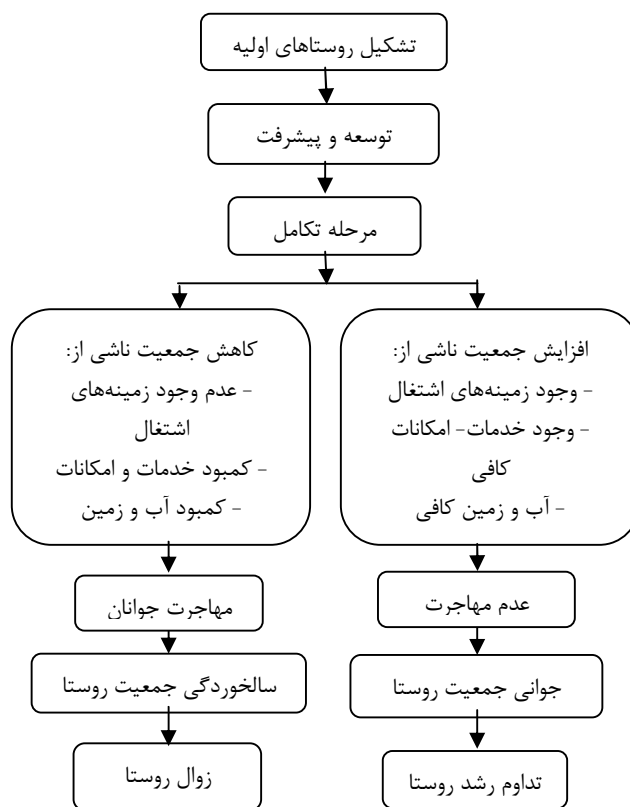 تشکیل روستاهای اولیه
توسعه و پیشرفت
مرحله تکامل
افزایش جمعیت ناشی از:
- وجود زمینه‌های اشتغال
- وجود خدمات- امکانات
کافی
- آب و زمین کافی
کاهش جمعیت ناشی از:
- عدم وجود زمینه‌های
اشتغال
- کمبود خدمات و امکانات
- کمبود آب و زمین
عدم مهاجرت
مهاجرت جوانان
جوانی جمعیت روستا
سالخوردگی جمعیت روستا
تداوم رشد روستا
زوال روستا